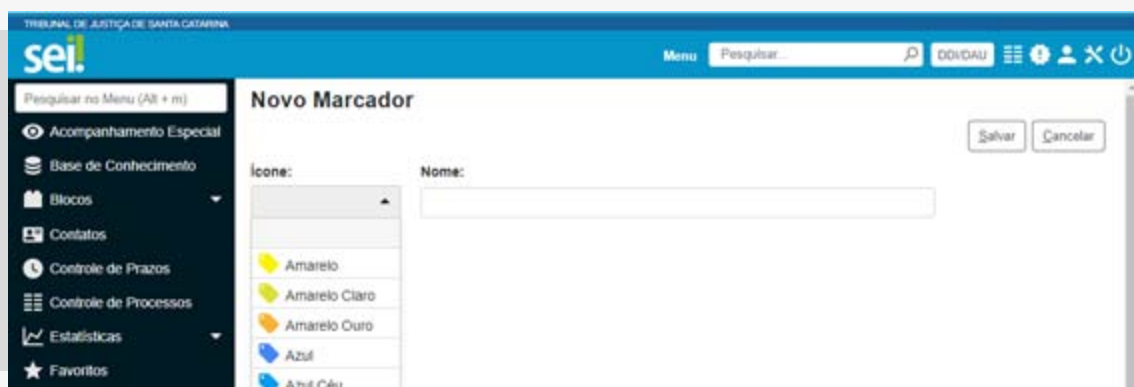 TRIBUNAL DE JUSTIÇA DE SANTA CATARINA
sei!
Menu
Pesquisar...
DDI/DAU
Pesquisar no Menu (Alt + m)
Acompanhamento Especial
Base de Conhecimento
Blocos
Contatos
Controle de Prazos
Controle de Processos
Estatísticas
Favoritos
Novo Marcador
Salvar
Cancelar
Ícone:
Nome:
Amarelo
Amarelo Claro
Amarelo Ouro
Azul
Azul Céu